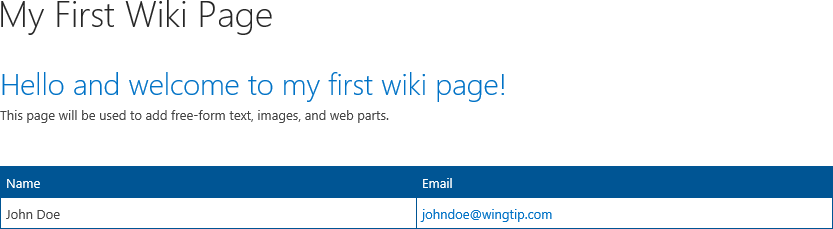 My First Wiki Page
Hello and welcome to my first wiki page!
This page will be used to add free-form text, images, and web parts.
Name Email
John Doe johndoe@wingtip.com